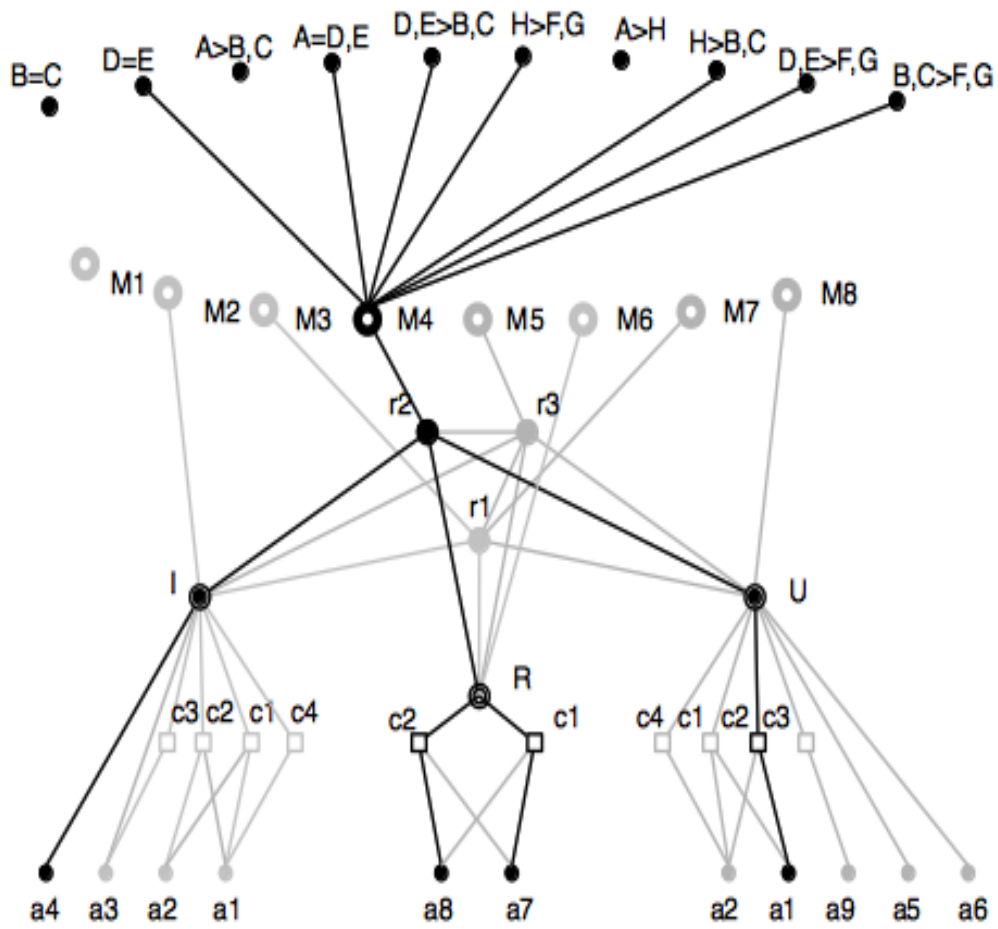 B=C
D=E
A>B,C
A=D,E
D,E>B,C
H>F,G
A>H
H>B,C
D,E>F,G
B,C>F,G
M1
M2
M3
M4
M5
M6
M7
M8
r2
r3
r1
I
U
R
c3 c2 c1 c4
c2
c1
c4 c1 c2 c3
a4 a3 a2 a1 a8 a7 a2 a1 a9 a5 a6